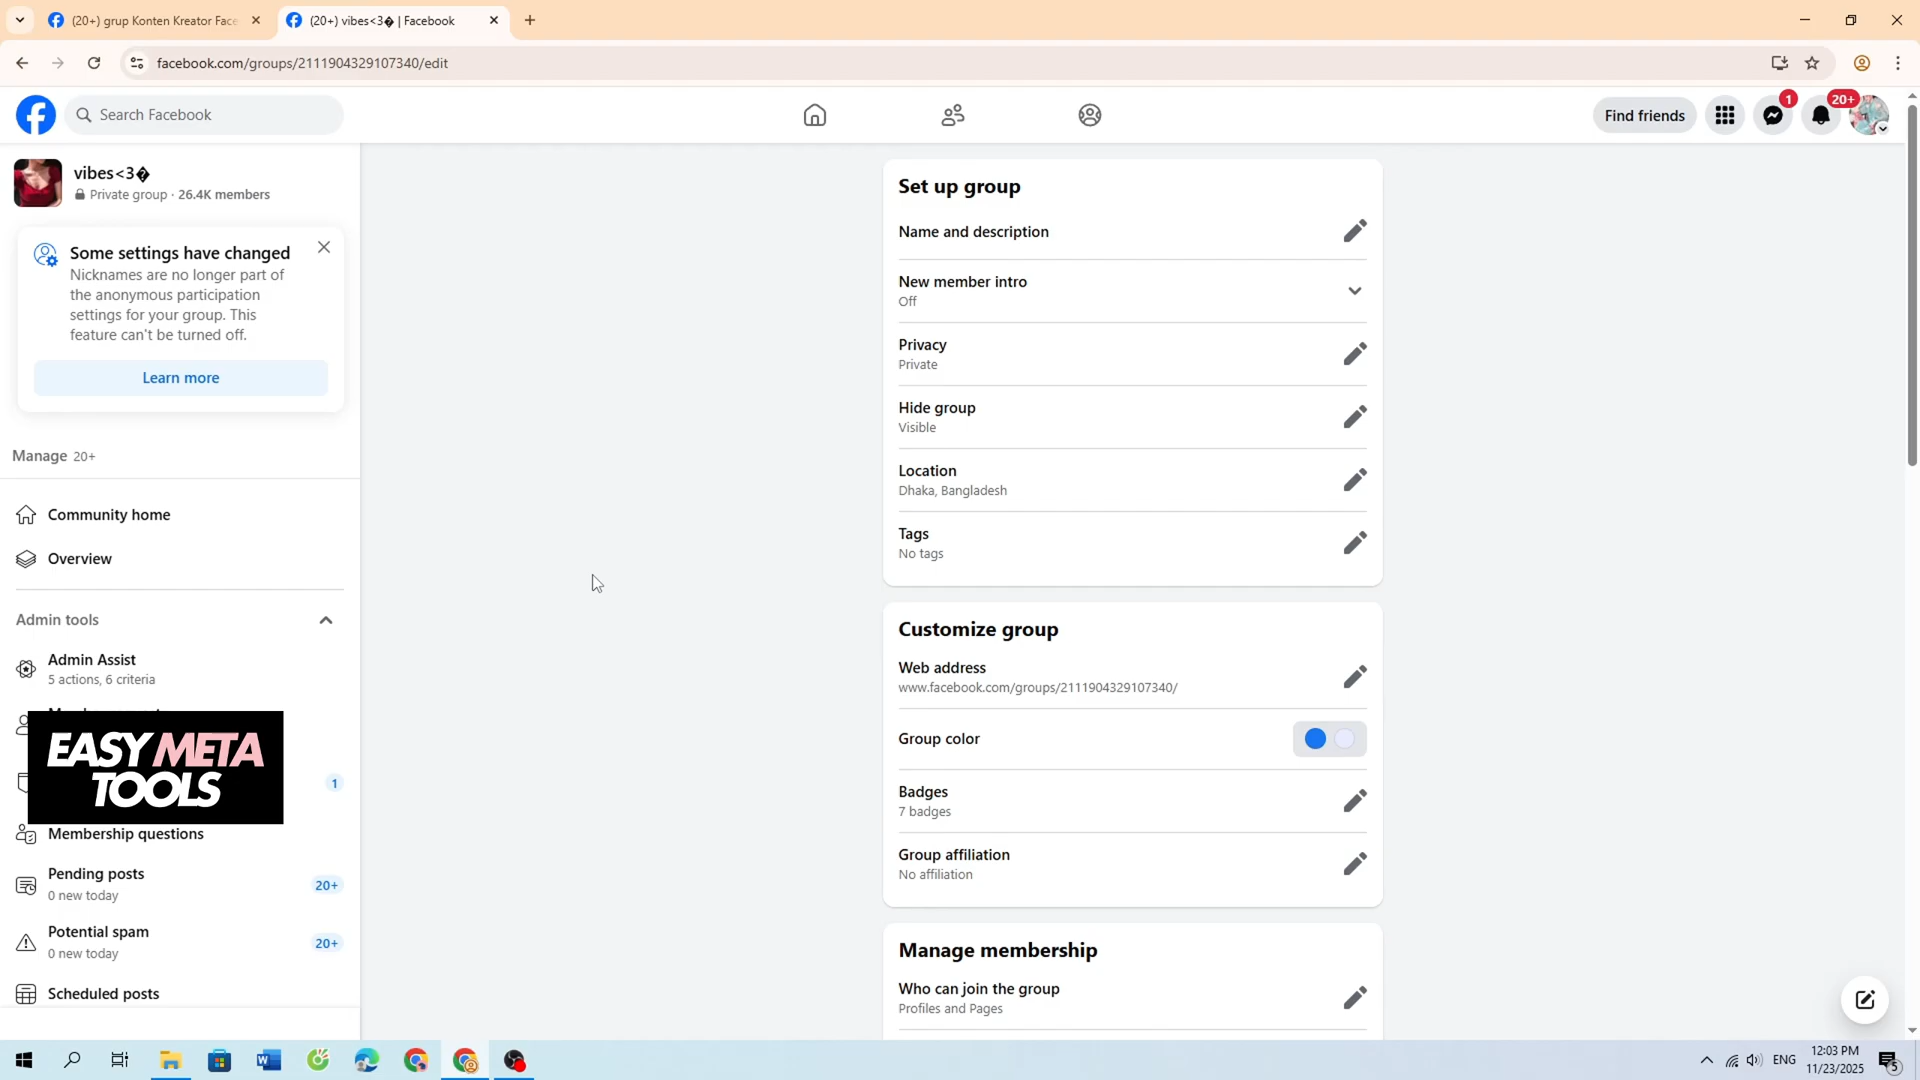 (20+) grup Konten Kreator Face
(20+) vibes<3� | Facebook
facebook.com/groups/2111904329107340/edit
Search Facebook
Find friends
1
20+
vibes<3�
Private group · 26.4K members
Some settings have changed
Nicknames are no longer part of
the anonymous participation
settings for your group. This
feature can't be turned off.
Learn more
Manage 20+
Community home
Overview
Admin tools
Admin Assist
5 actions, 6 criteria
EASY META
TOOLS
1
Membership questions
Pending posts
0 new today
20+
Potential spam
0 new today
20+
Scheduled posts
Set up group
Name and description
New member intro
Off
Privacy
Private
Hide group
Visible
Location
Dhaka, Bangladesh
Tags
No tags
Customize group
Web address
www.facebook.com/groups/2111904329107340/
Group color
Badges
7 badges
Group affiliation
No affiliation
Manage membership
Who can join the group
Profiles and Pages
ENG
12:03 PM
11/23/2025
5